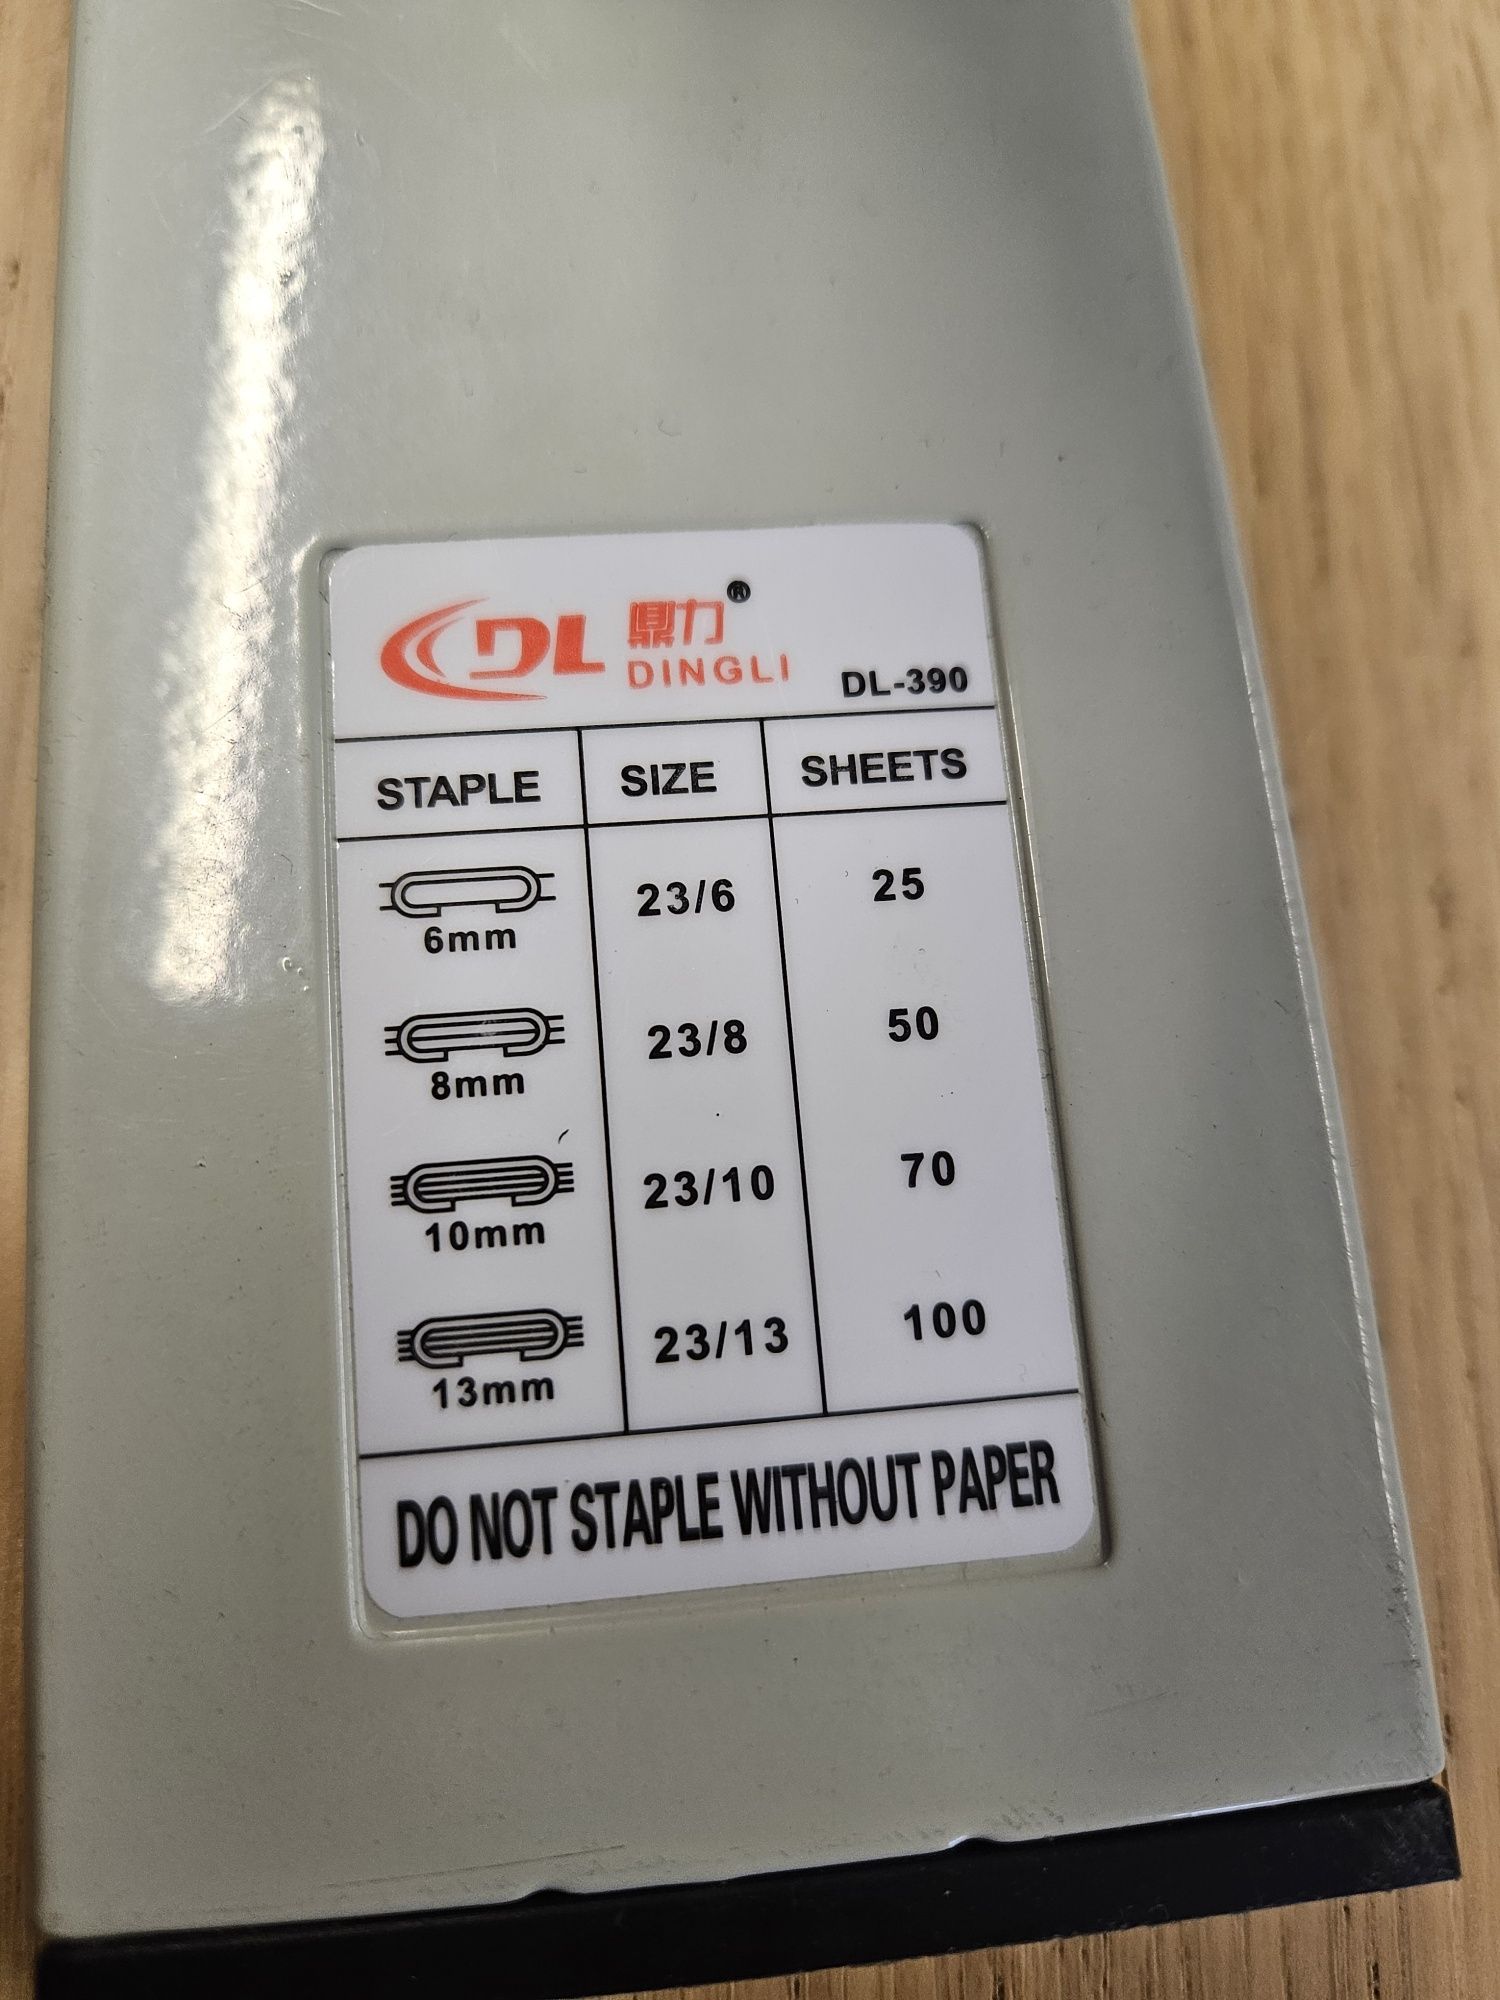 DL 鼎力®
DINGLI DL-390
STAPLE SIZE SHEETS
6mm 23/6 25
8mm 23/8 50
10mm 23/10 70
13mm 23/13 100
DO NOT STAPLE WITHOUT PAPER